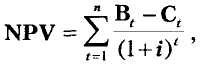 NPV = \sum_{t=1}^{n} \frac{B_t - C_t}{(1+i)^t} ,